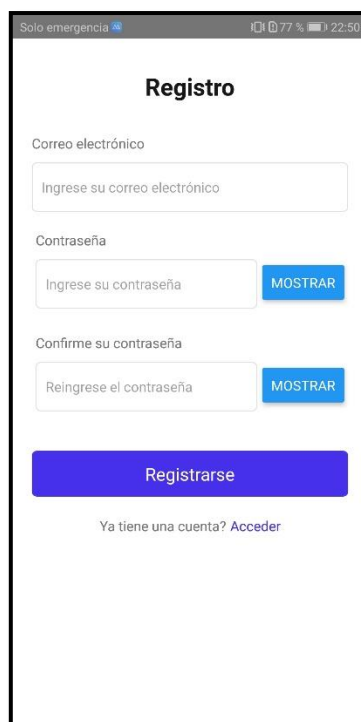 Solo emergencia 77 % 22:50
Registro
Correo electrónico
Ingrese su correo electrónico
Contraseña
Ingrese su contraseña MOSTRAR
Confirme su contraseña
Reingrese el contraseña MOSTRAR
Registrarse
Ya tiene una cuenta? Acceder